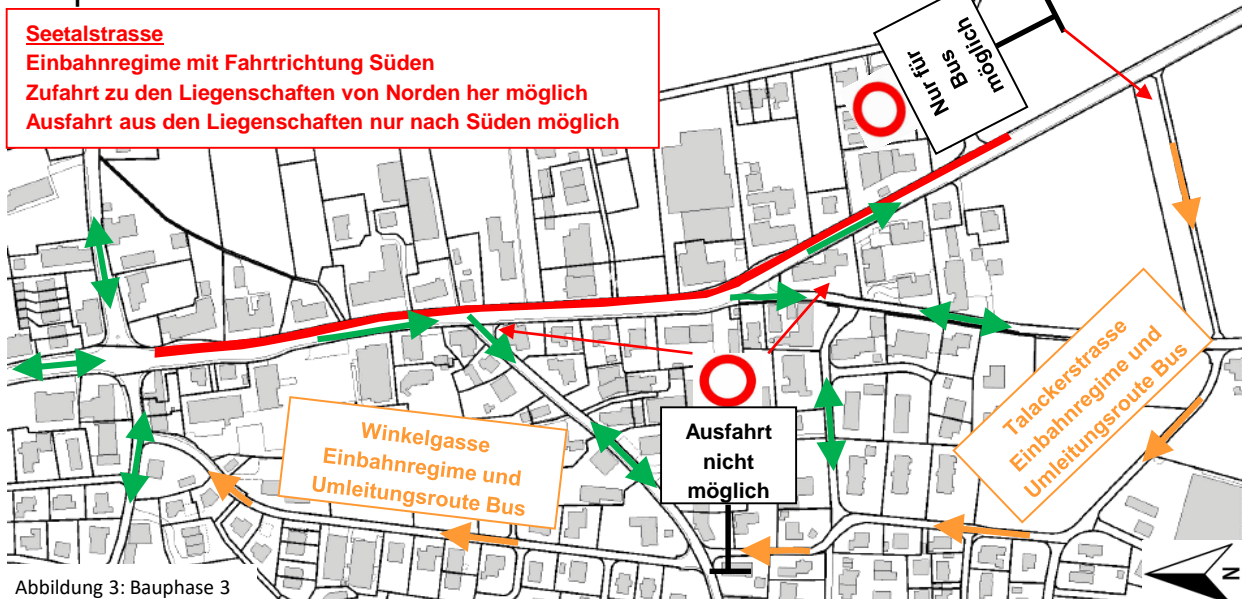 Seetalstrasse
Einbahnregime mit Fahrtrichtung Süden
Zufahrt zu den Liegenschaften von Norden her möglich
Ausfahrt aus den Liegenschaften nur nach Süden möglich
Nur für
Bus
möglich
Talackerstrasse
Einbahnregime und
Umleitungsroute Bus
Winkelgasse
Einbahnregime und
Umleitungsroute Bus
Ausfahrt
nicht
möglich
N
Abbildung 3: Bauphase 3